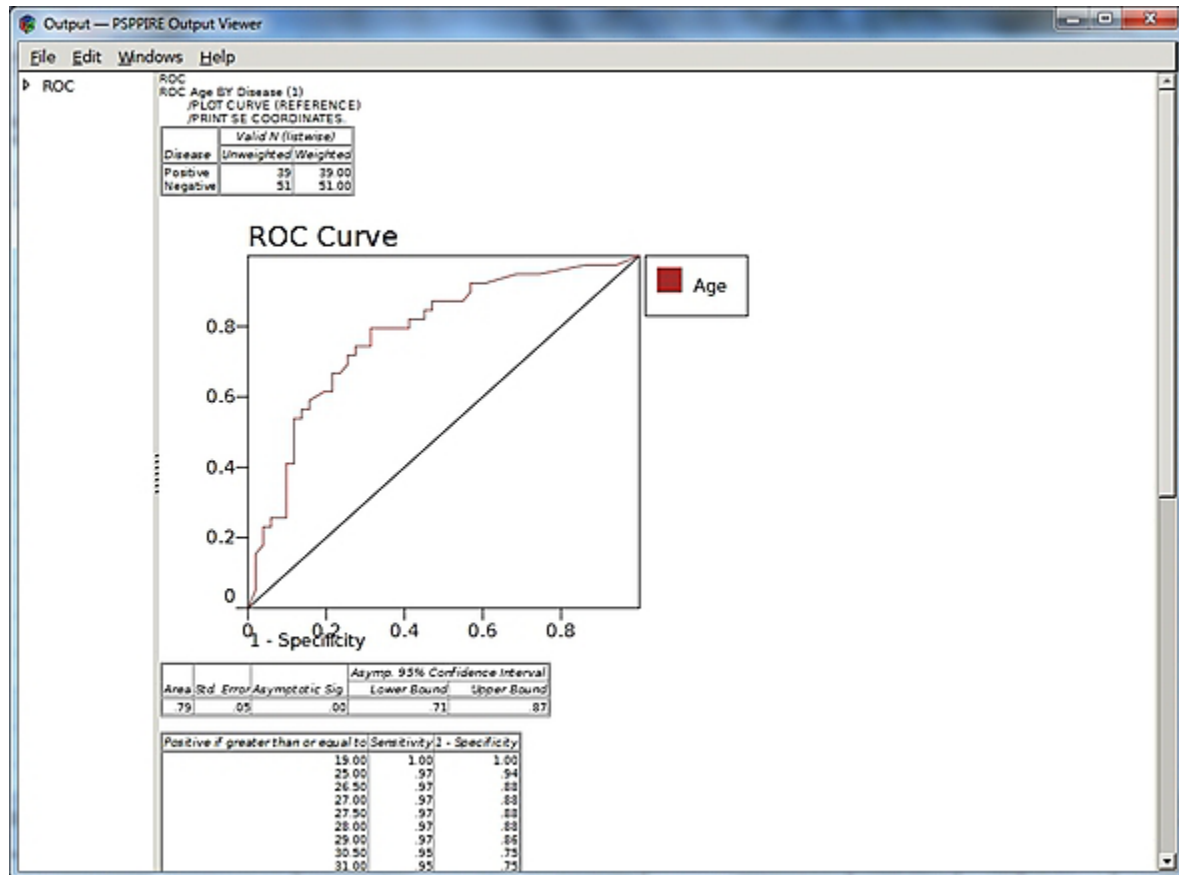 Output — PSPPIRE Output Viewer
File Edit Windows Help
ROC
ROC
ROC Age BY Disease (1)
/PLOT CURVE (REFERENCE)
/PRINT SE COORDINATES.
Valid N (listwise)
Disease Unweighted Weighted
Positive 39 39.00
Negative 51 51.00
ROC Curve
Age
0.8
0.6
0.4
0.2
0
0 0.2 0.4 0.6 0.8
1 - Specificity
Asymp. 95% Confidence Interval
Area Std. Error Asymptotic Sig. Lower Bound Upper Bound
.79 .05 .00 .71 .87
Positive if greater than or equal to Sensitivity 1 - Specificity
19.00 1.00 1.00
25.00 .97 .94
26.50 .97 .88
27.00 .97 .88
27.50 .97 .88
28.00 .97 .88
29.00 .97 .86
30.50 .95 .75
31.00 .95 .75